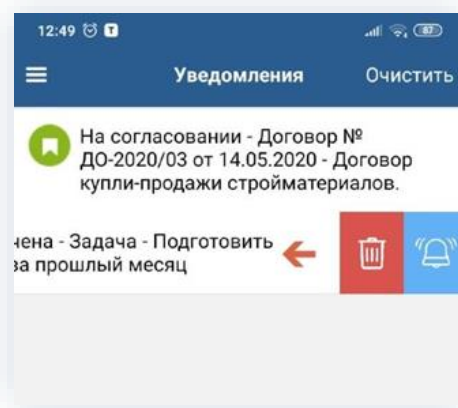 12:49 T 87
Уведомления Очистить
На согласовании - Договор №
ДО-2020/03 от 14.05.2020 - Договор
купли-продажи стройматериалов.
чена - Задача - Подготовить
за прошлый месяц